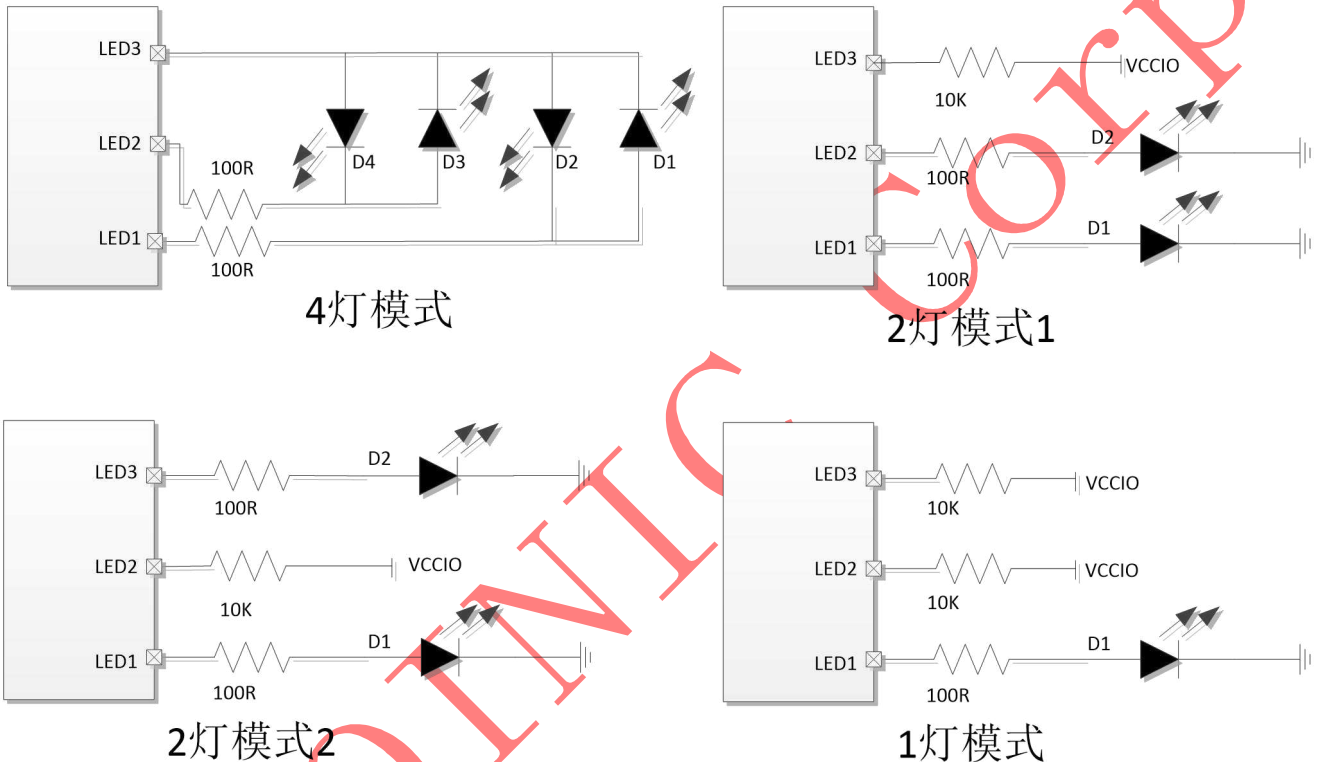 LED3
LED2
LED1
100R
100R
D4
D3
D2
D1
4灯模式
LED3
10K
VCCIO
LED2
100R
D2
LED1
100R
D1
2灯模式1
LED3
100R
D2
LED2
10K
VCCIO
LED1
100R
D1
2灯模式2
LED3
10K
VCCIO
LED2
10K
VCCIO
LED1
100R
D1
1灯模式
ONIC Corp